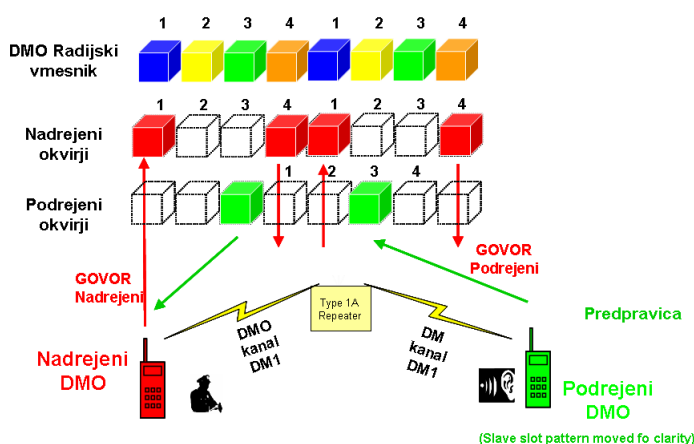 1 2 3 4 1 2 3 4
DMO Radijski
vmesnik
1 2 3 4 1 2 3 4
Nadrejeni
okvirji
1 2 3 4
Podrejeni
okvirji
GOVOR
Nadrejeni
GOVOR
Podrejeni
Type 1A
Repeater
DMO
kanal
DM1
DM
kanal
DM1
Predpravica
Nadrejeni
DMO
Podrejeni
DMO
(Slave slot pattern moved fo clarity)